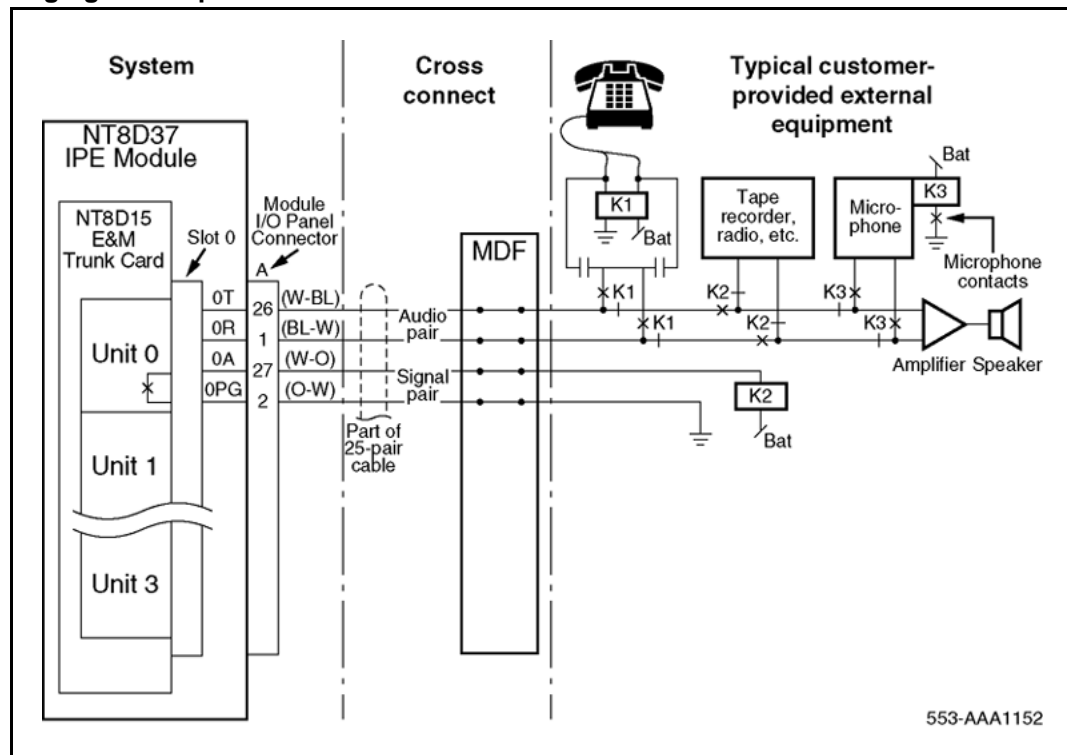 System
Cross
connect
Typical customer-
provided external
equipment
NT8D37
IPE Module
NT8D15
E&M
Trunk Card
Slot 0
Module
I/O Panel
Connector
A
MDF
K1
Bat
Tape
recorder,
radio, etc.
Micro-
phone
K3
Bat
Microphone
contacts
0T
26
(W-BL)
Audio
pair
K1
K2
K3
0R
1
(BL-W)
K1
K2
K3
Amplifier
Speaker
Unit 0
0A
27
(W-O)
Signal
pair
K2
Bat
0PG
2
(O-W)
Part of
25-pair
cable
Unit 1
Unit 3
553-AAA1152